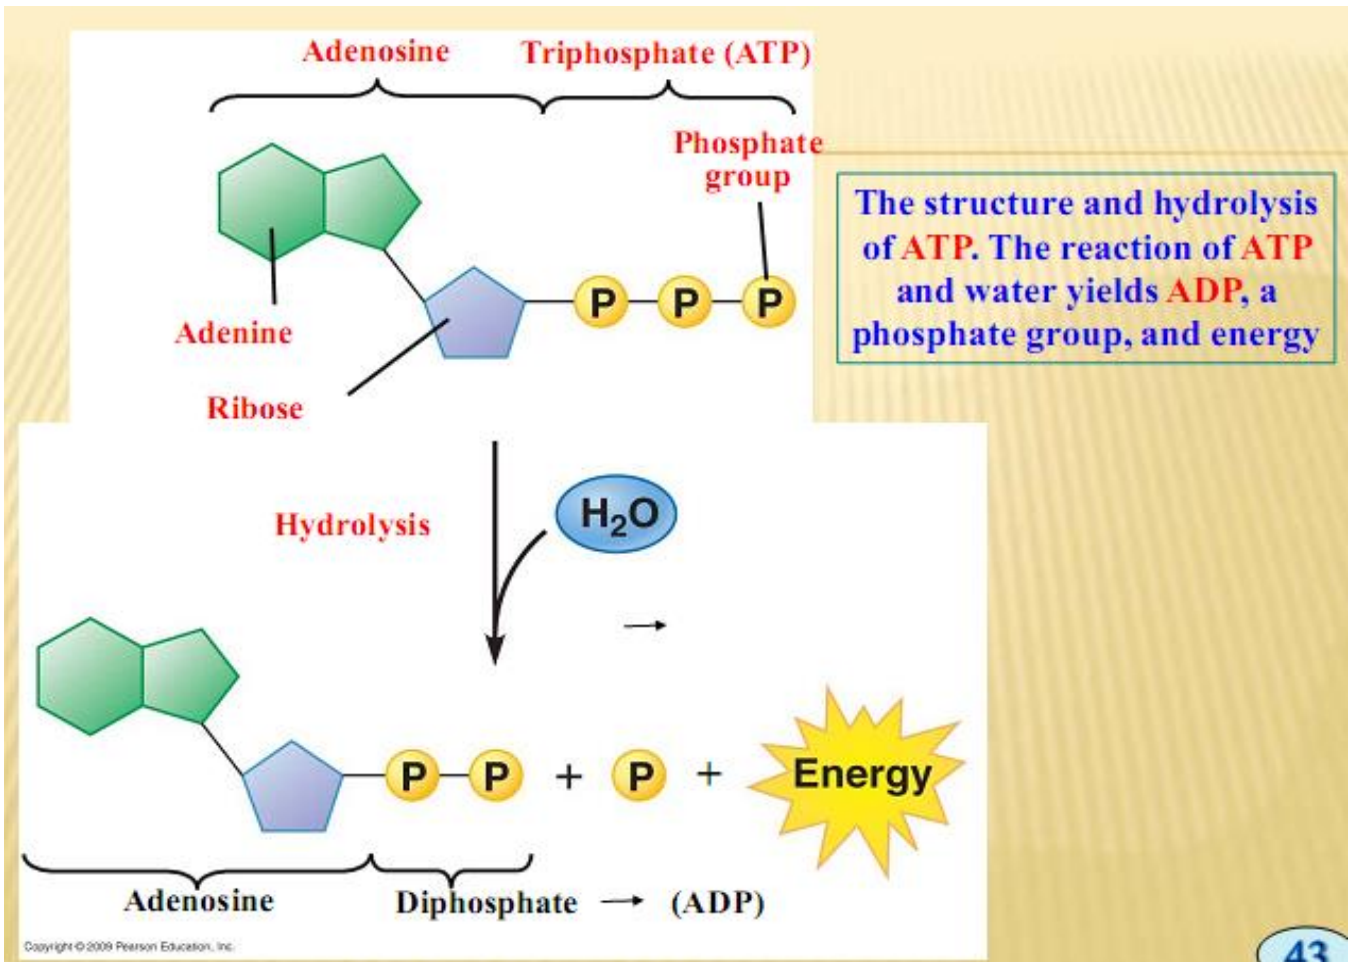 Adenosine
Triphosphate (ATP)
Phosphate
group
The structure and hydrolysis
of ATP. The reaction of ATP
and water yields ADP, a
phosphate group, and energy
P P P
Adenine
Ribose
Hydrolysis
H₂O
P P + P + Energy
Adenosine
Diphosphate → (ADP)
Copyright © 2009 Pearson Education, Inc.
43